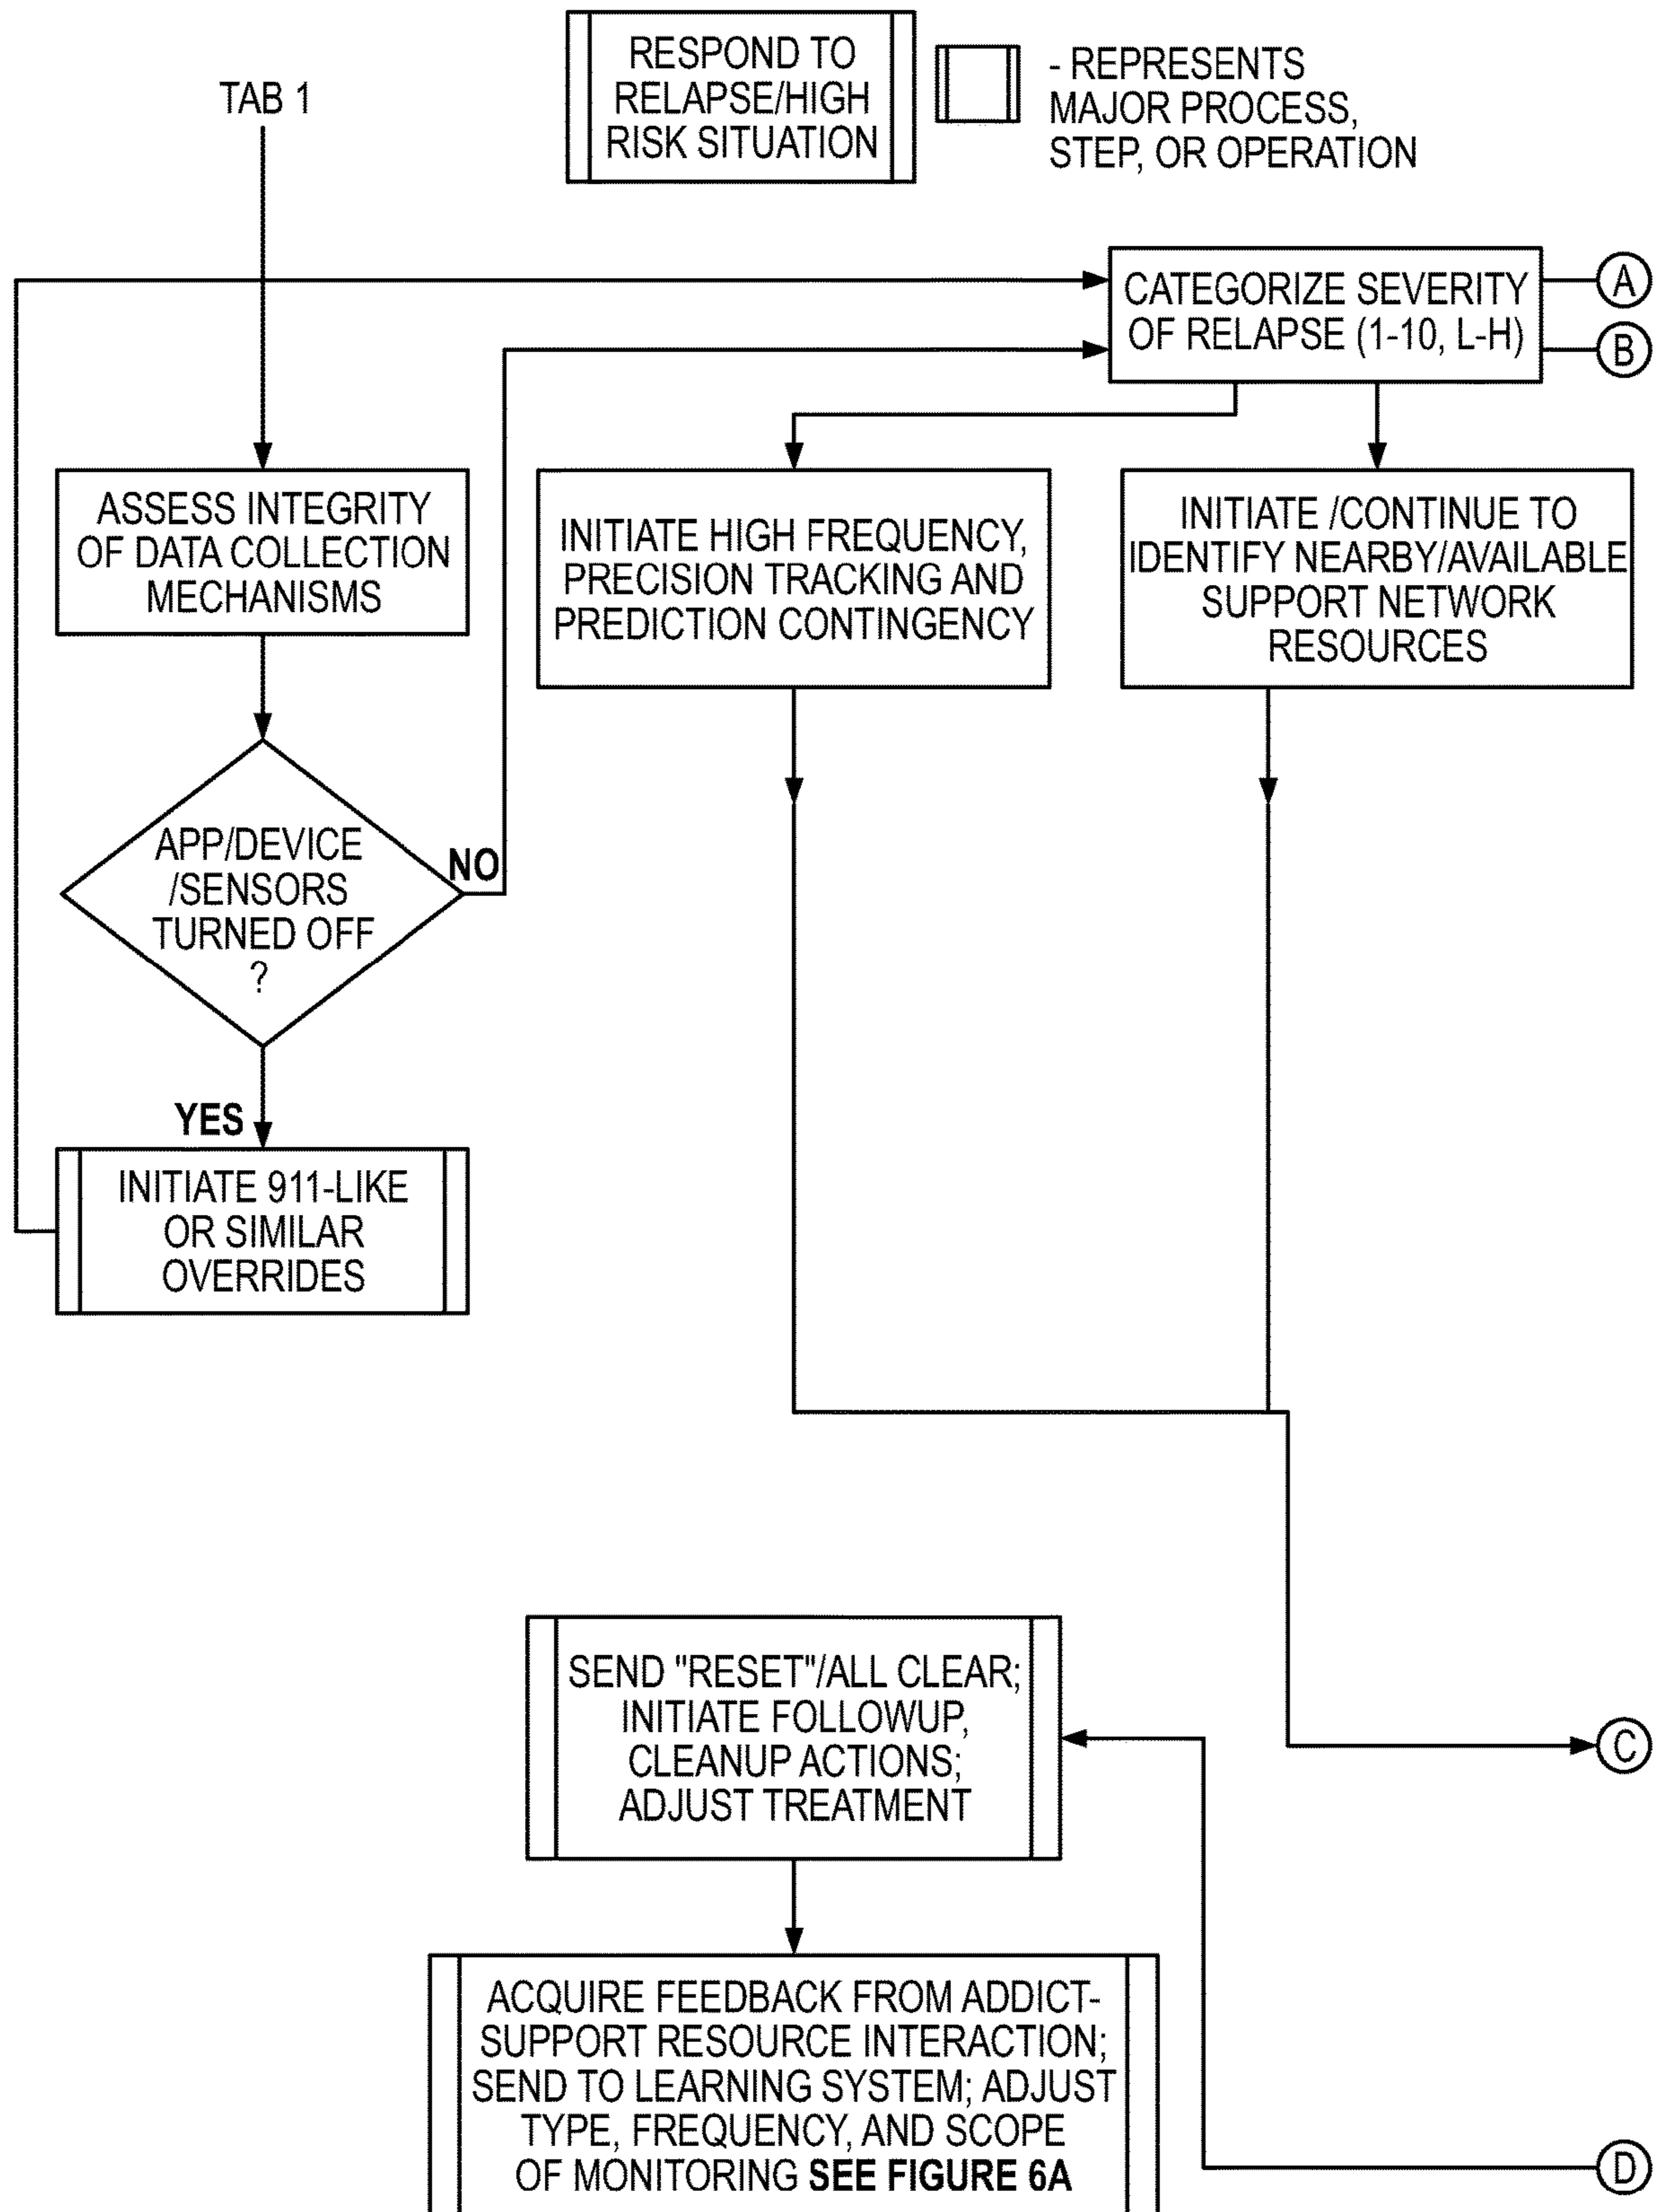 RESPOND TO
RELAPSE/HIGH
RISK SITUATION
- REPRESENTS
MAJOR PROCESS,
STEP, OR OPERATION
TAB 1
CATEGORIZE SEVERITY
OF RELAPSE (1-10, L-H)
A
B
ASSESS INTEGRITY
OF DATA COLLECTION
MECHANISMS
INITIATE HIGH FREQUENCY,
PRECISION TRACKING AND
PREDICTION CONTINGENCY
INITIATE /CONTINUE TO
IDENTIFY NEARBY/AVAILABLE
SUPPORT NETWORK
RESOURCES
APP/DEVICE
/SENSORS
TURNED OFF
?
NO
YES
INITIATE 911-LIKE
OR SIMILAR
OVERRIDES
SEND "RESET"/ALL CLEAR;
INITIATE FOLLOWUP,
CLEANUP ACTIONS;
ADJUST TREATMENT
C
ACQUIRE FEEDBACK FROM ADDICT-
SUPPORT RESOURCE INTERACTION;
SEND TO LEARNING SYSTEM; ADJUST
TYPE, FREQUENCY, AND SCOPE
OF MONITORING SEE FIGURE 6A
D